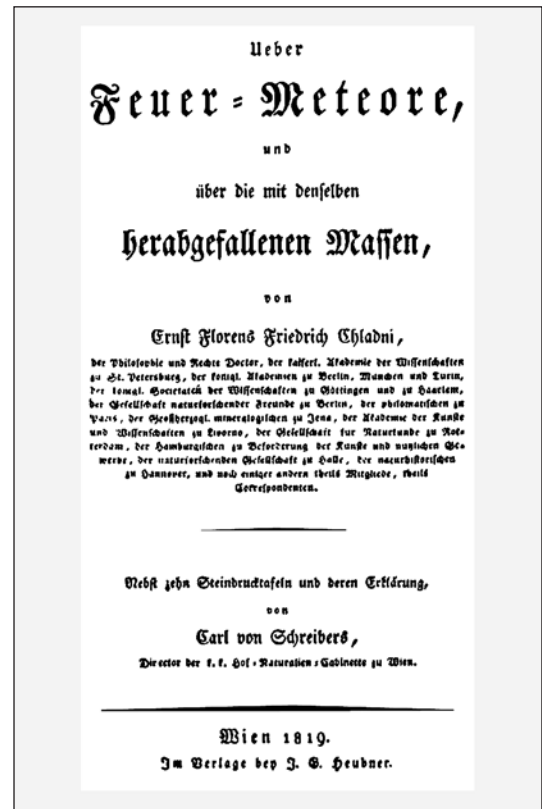 Ueber
Feuer-Meteore,
und
über die mit denselben
herabgefallenen Massen,
von
Ernst Florens Friedrich Chladni,
der Philosophie und Rechte Doctor, der kaiserl. Akademie der Wissenschaften
zu St. Petersburg, der königl. Akademien zu Berlin, München und Turin,
der königl. Societäten der Wissenschaften zu Göttingen und zu Haarlem,
der Gesellschaft naturforschender Freunde zu Berlin, der philomatischen zu
Paris, der Großherzogl. mineralogischen zu Jena, der Akademie der Künste
und Wissenschaften zu Livorno, der Gesellschaft für Naturkunde zu Rot-
terdam, der Hamburgischen zu Beförderung der Künste und nützlichen Ge-
werbe, der naturforschenden Gesellschaft zu Halle, der naturhistorischen
zu Hannover, und noch einiger andern theils Mitgliede, theils
Correspondenten.
Nebst zehn Steindrucktafeln und deren Erklärung,
von
Carl von Schreibers,
Director der k. k. Hof-Naturalien-Cabinette zu Wien.
Wien 1819.
Im Verlage bey J. G. Heubner.